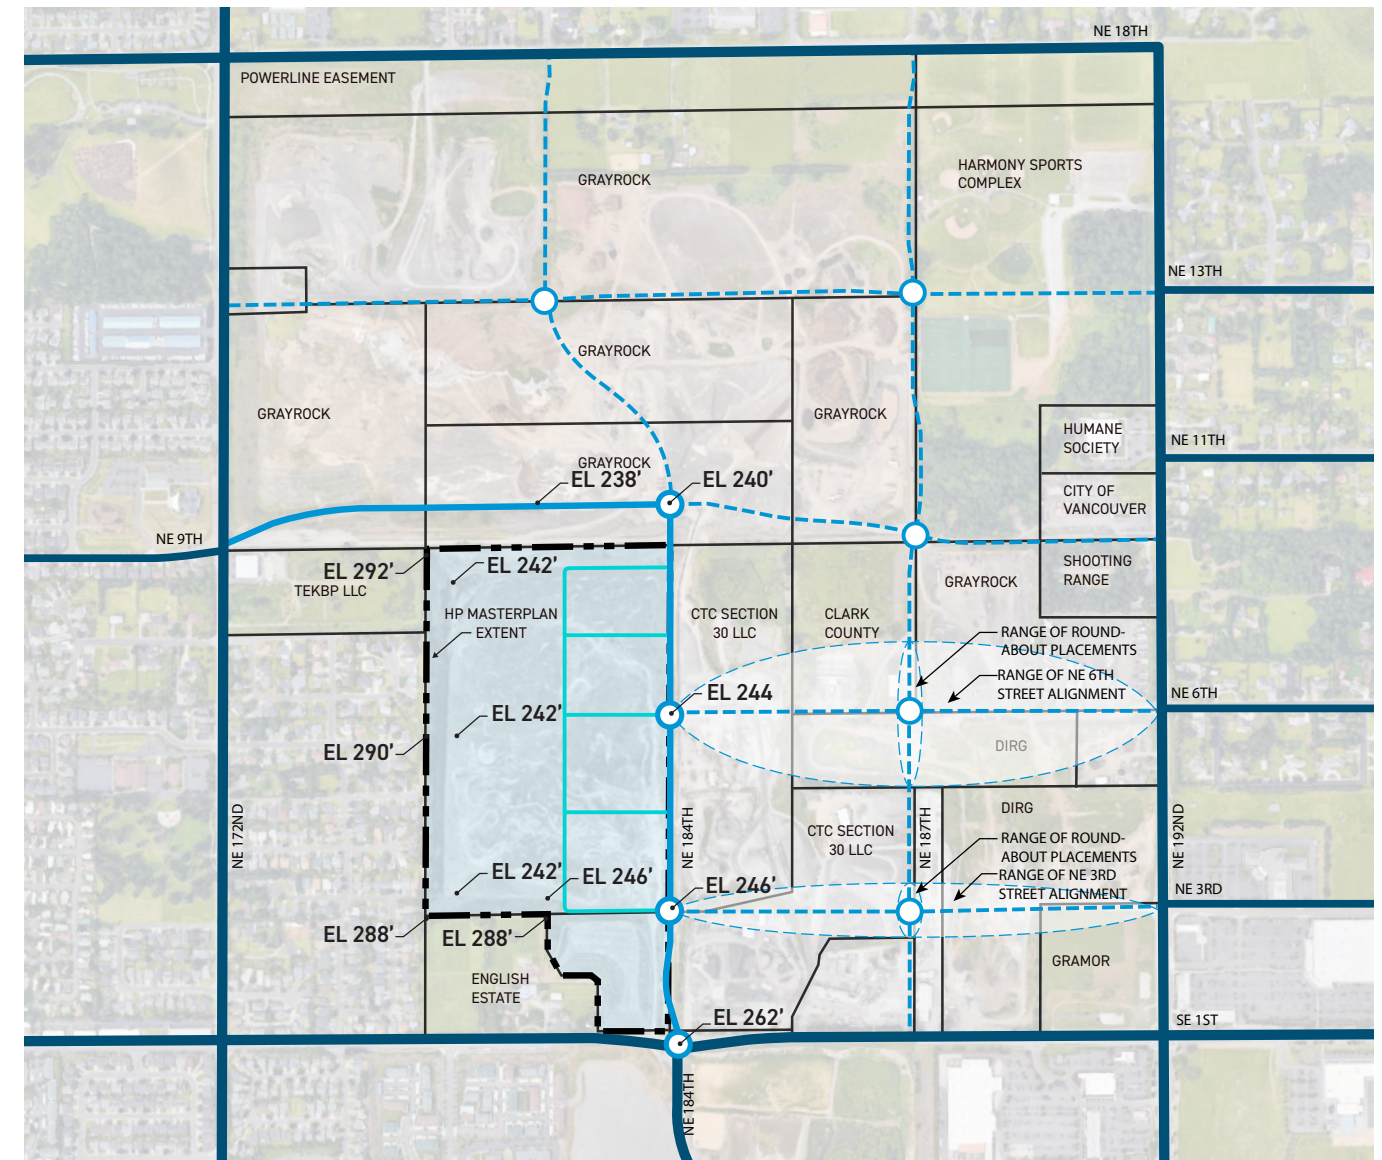 NE 18TH
POWERLINE EASEMENT
HARMONY SPORTS
COMPLEX
GRAYROCK
NE 13TH
GRAYROCK
GRAYROCK
GRAYROCK
HUMANE
SOCIETY
NE 11TH
GRAYROCK
EL 238'
EL 240'
CITY OF
VANCOUVER
NE 9TH
EL 292'
TEKBP LLC
EL 242'
SHOOTING
RANGE
GRAYROCK
HP MASTERPLAN
EXTENT
CTC SECTION
30 LLC
CLARK
COUNTY
RANGE OF ROUND-
ABOUT PLACEMENTS
RANGE OF NE 6TH
STREET ALIGNMENT
NE 6TH
EL 244
EL 242'
EL 290'
DIRG
DIRG
NE 172ND
NE 184TH
NE 187TH
NE 192ND
CTC SECTION
30 LLC
RANGE OF ROUND-
ABOUT PLACEMENTS
RANGE OF NE 3RD
STREET ALIGNMENT
NE 3RD
EL 242'
EL 246'
EL 246'
EL 288'
EL 288'
ENGLISH
ESTATE
GRAMOR
EL 262'
SE 1ST
NE 184TH